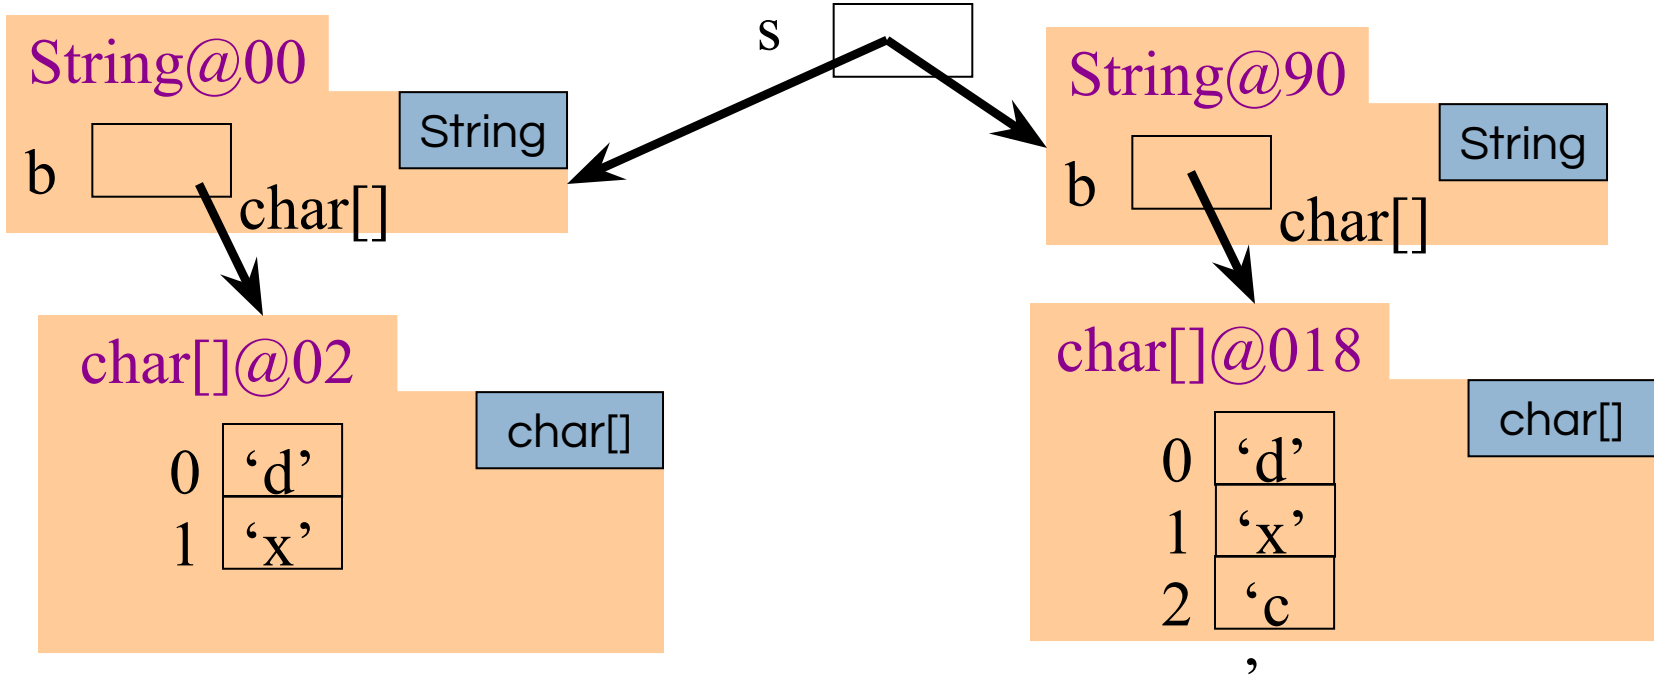 s
String@00
String
b
char[]
char[]@02
char[]
0 ‘d’
1 ‘x’
String@90
String
b
char[]
char[]@018
char[]
0 ‘d’
1 ‘x’
2 ‘c
’